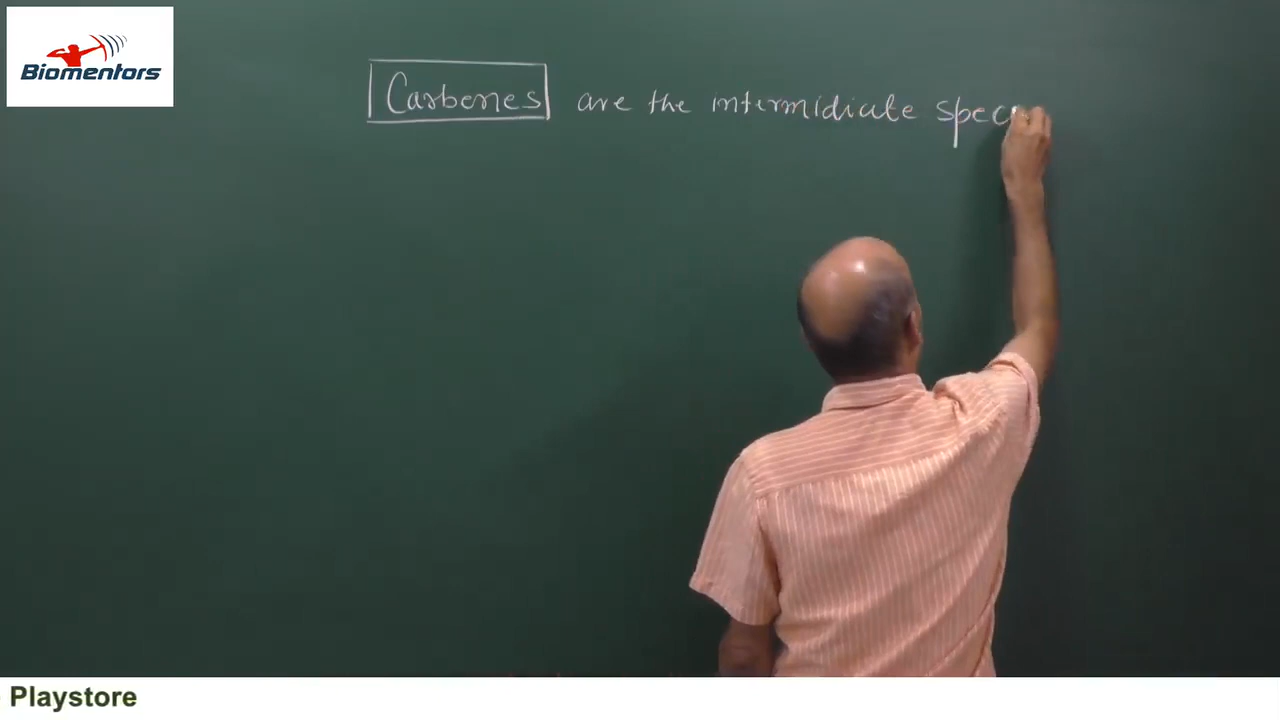 Biomentors
Carbenes are the intermidiate spec
Playstore